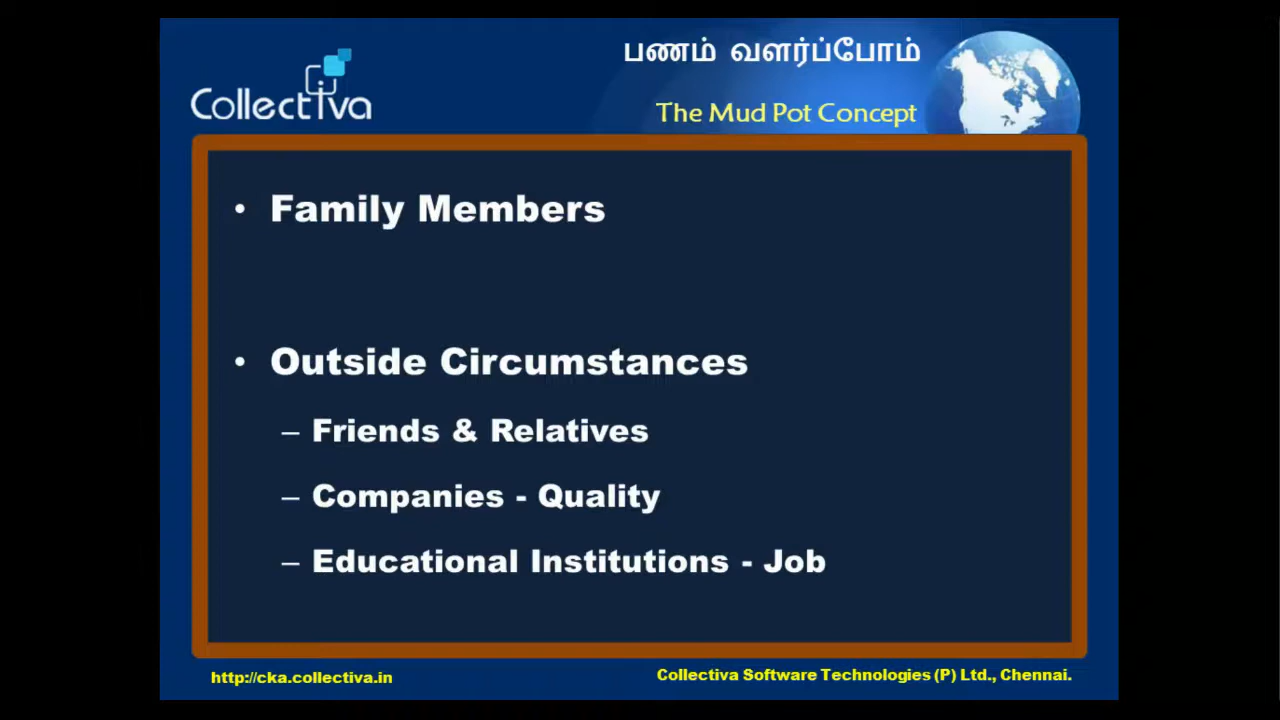 Collectiva
பணம் வளர்ப்போம்
The Mud Pot Concept
• Family Members
• Outside Circumstances
– Friends & Relatives
– Companies - Quality
– Educational Institutions - Job
http://cka.collectiva.in
Collectiva Software Technologies (P) Ltd., Chennai.